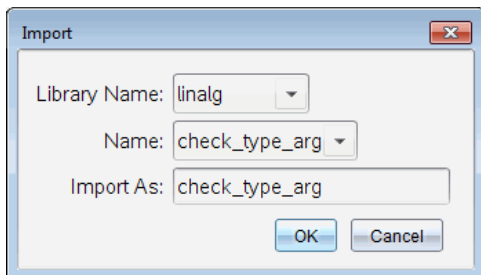 Import
Library Name: linalg
Name: check_type_arg
Import As: check_type_arg
OK Cancel